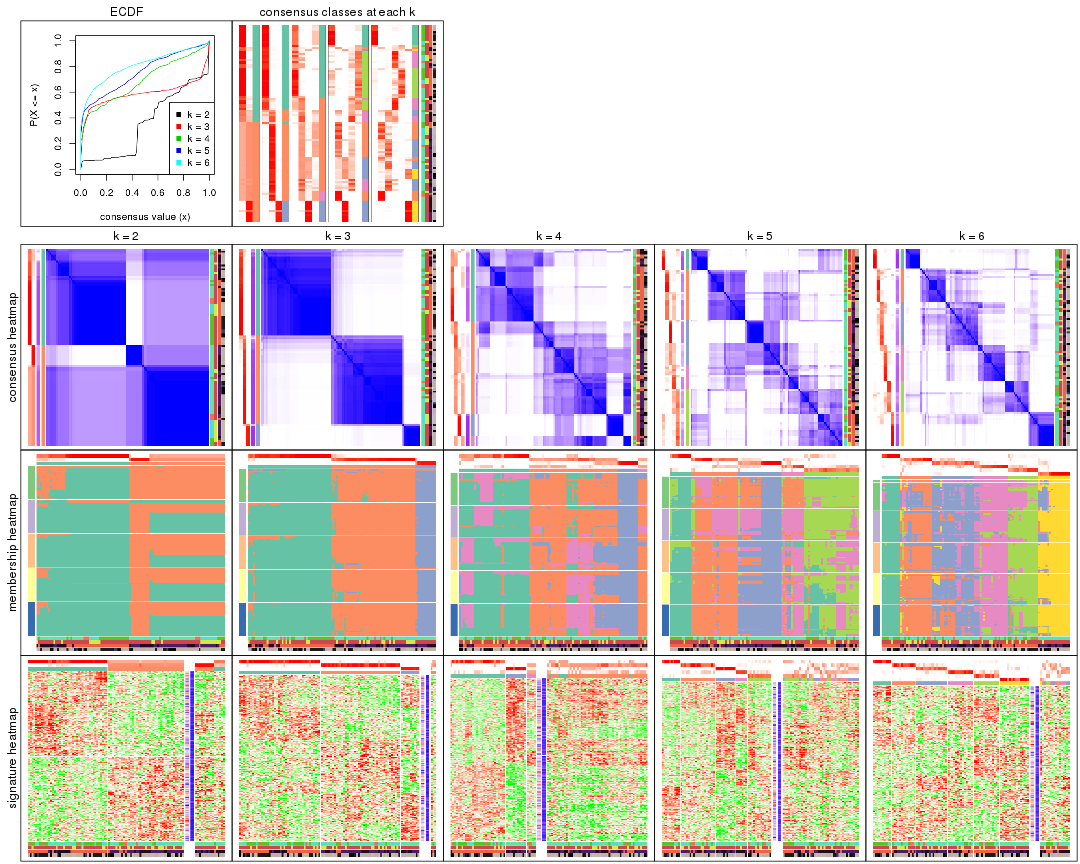 ECDF
consensus classes at each k
P(X <= x)
0.0 0.2 0.4 0.6 0.8 1.0
k = 2
k = 3
k = 4
k = 5
k = 6
0.0 0.2 0.4 0.6 0.8 1.0
consensus value (x)
k = 2 k = 3 k = 4 k = 5 k = 6
consensus heatmap
membership heatmap
signature heatmap